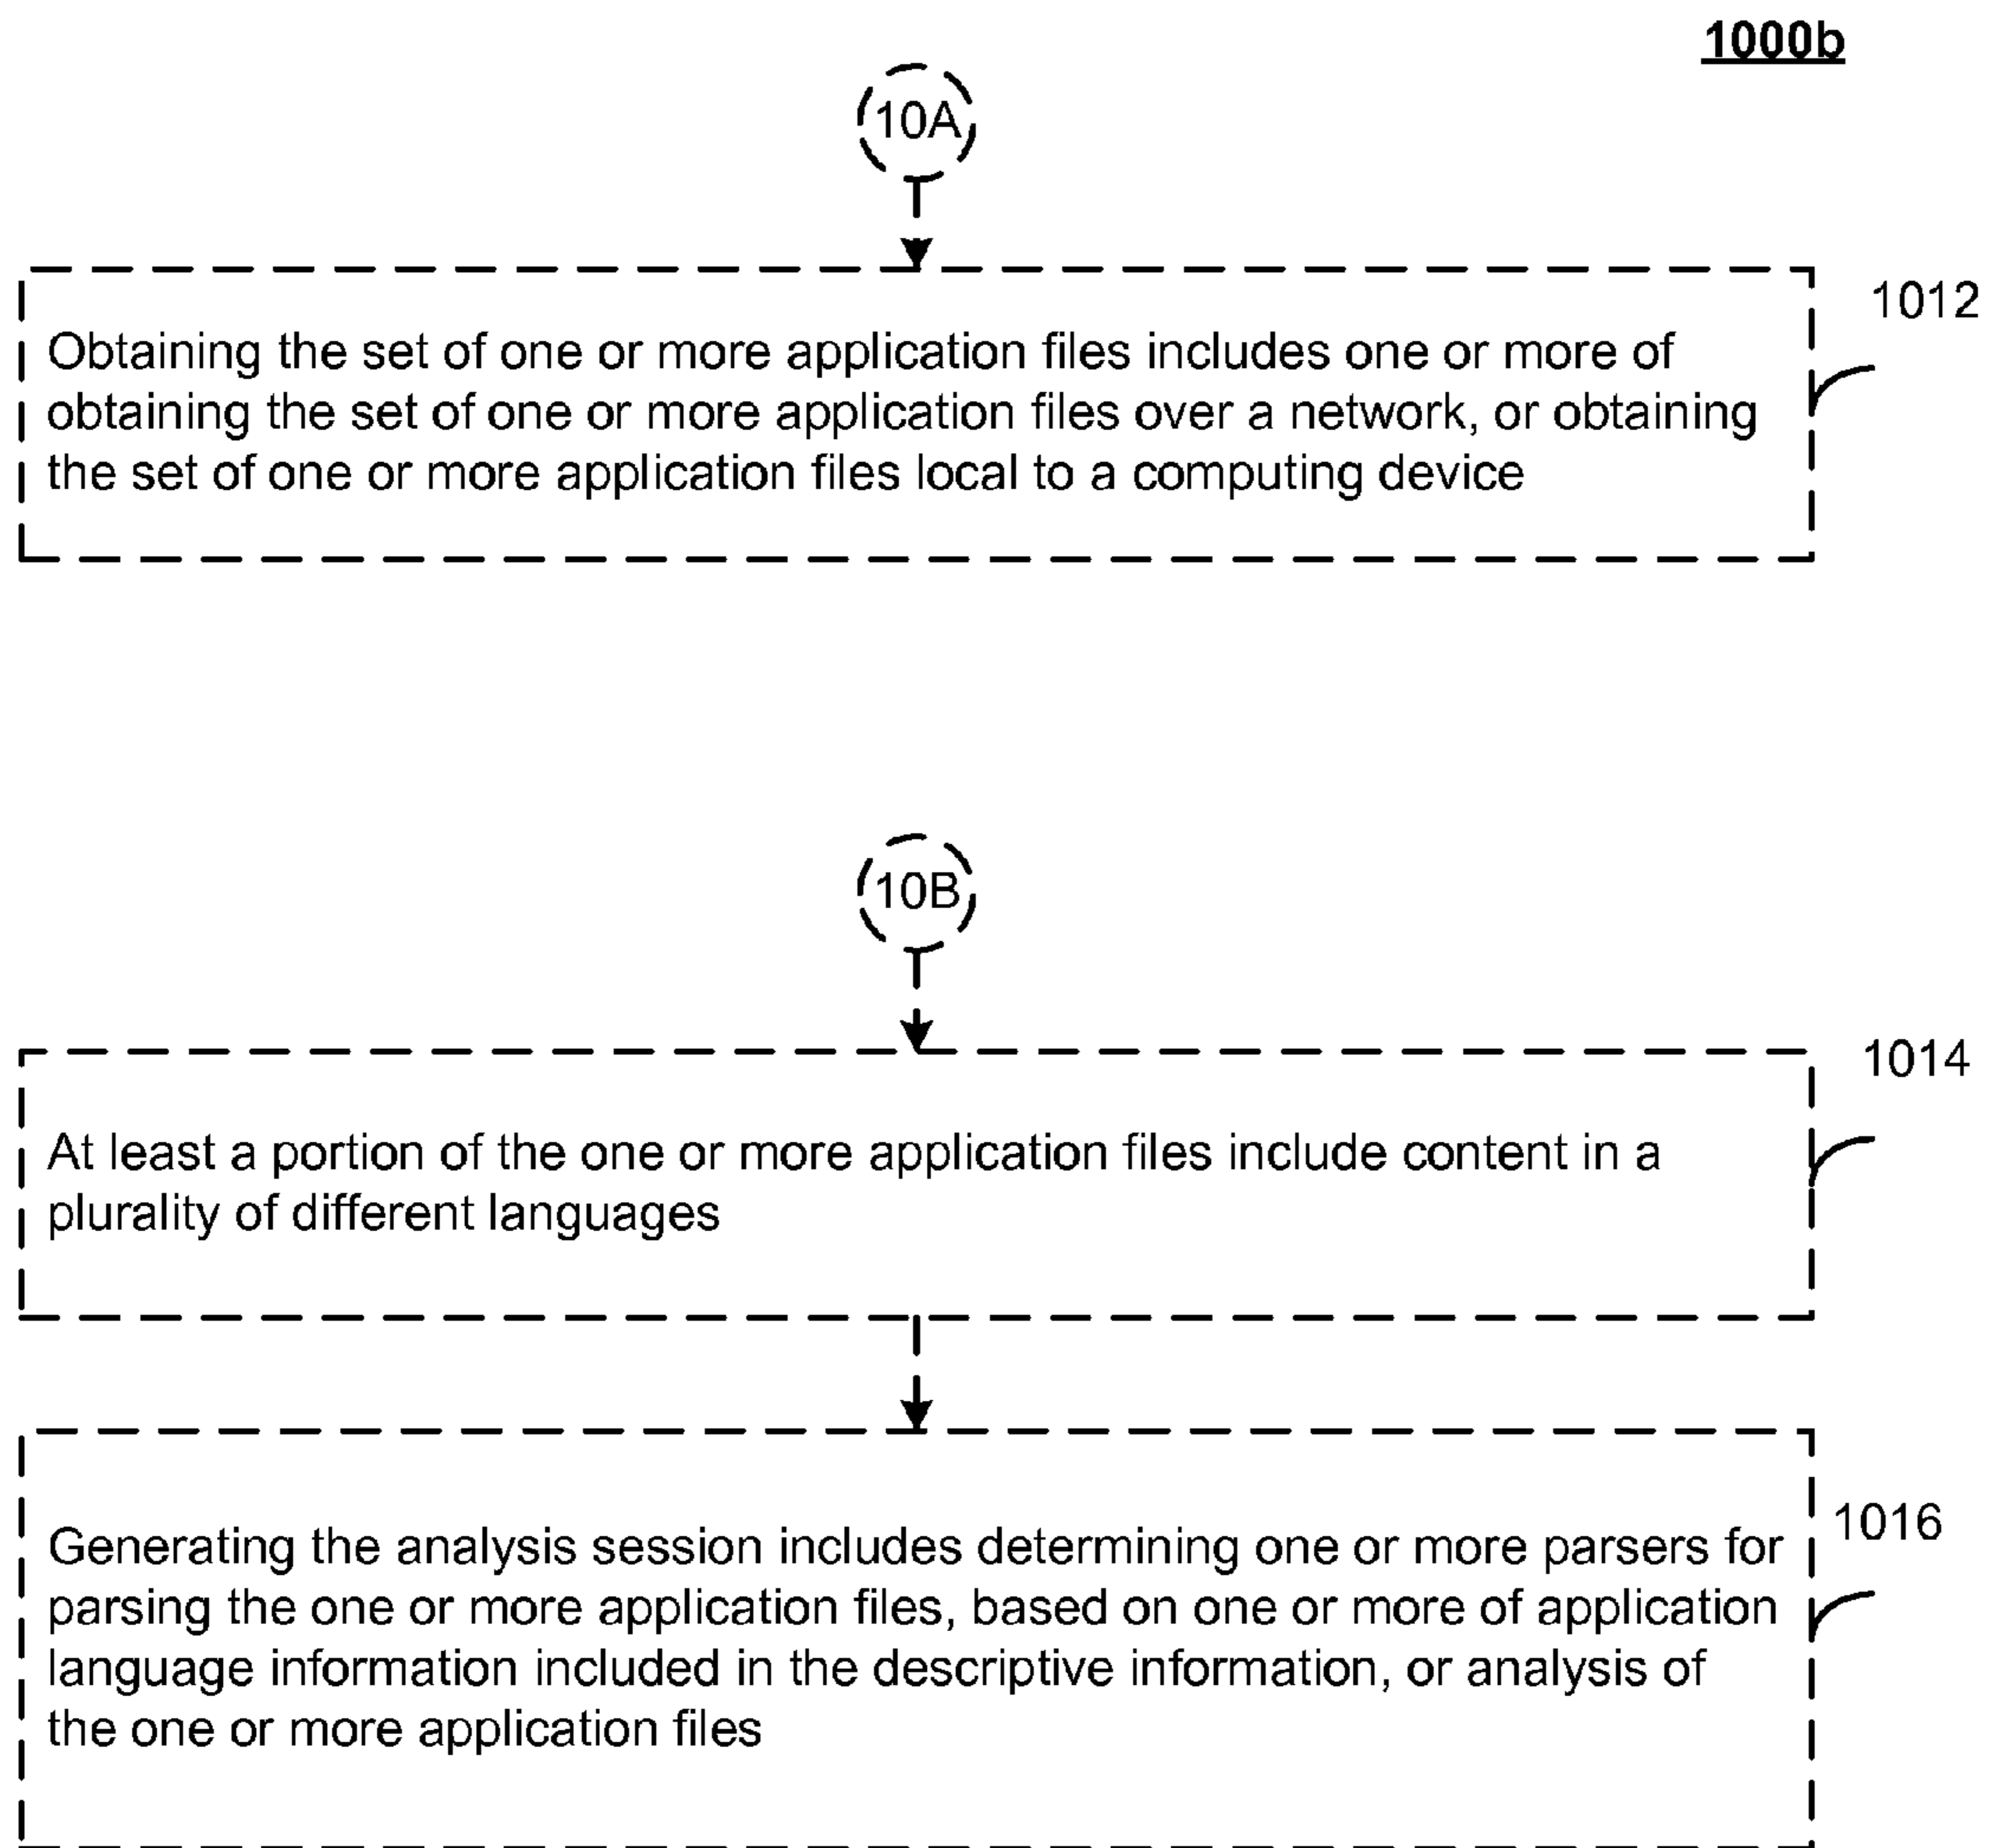 1000b
10A
1012
Obtaining the set of one or more application files includes one or more of
obtaining the set of one or more application files over a network, or obtaining
the set of one or more application files local to a computing device
10B
1014
At least a portion of the one or more application files include content in a
plurality of different languages
1016
Generating the analysis session includes determining one or more parsers for
parsing the one or more application files, based on one or more of application
language information included in the descriptive information, or analysis of
the one or more application files